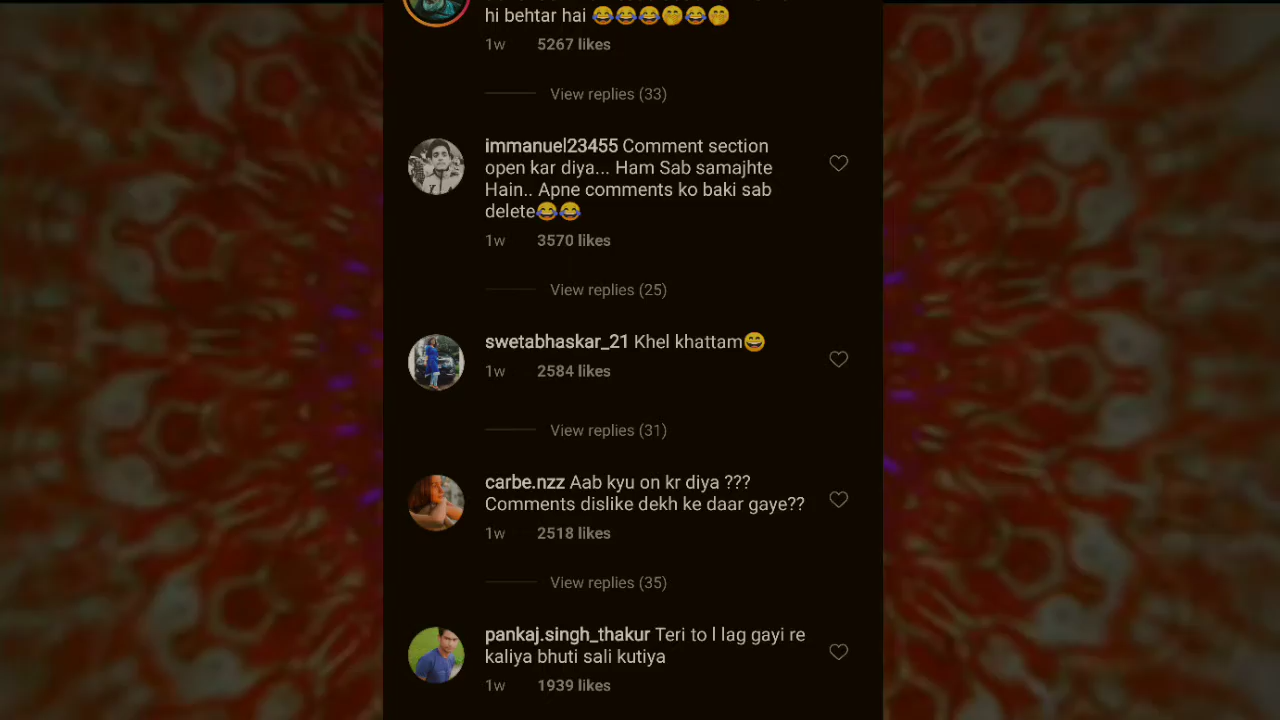 hi behtar hai 😂😂😂🤭😂🤭
1w 5267 likes
View replies (33)
immanuel23455 Comment section
open kar diya... Ham Sab samajhte
Hain.. Apne comments ko baki sab
delete😂😂
1w 3570 likes
View replies (25)
swetabhaskar_21 Khel khattam😄
1w 2584 likes
View replies (31)
carbe.nzz Aab kyu on kr diya ???
Comments dislike dekh ke daar gaye??
1w 2518 likes
View replies (35)
pankaj.singh_thakur Teri to l lag gayi re
kaliya bhuti sali kutiya
1w 1939 likes